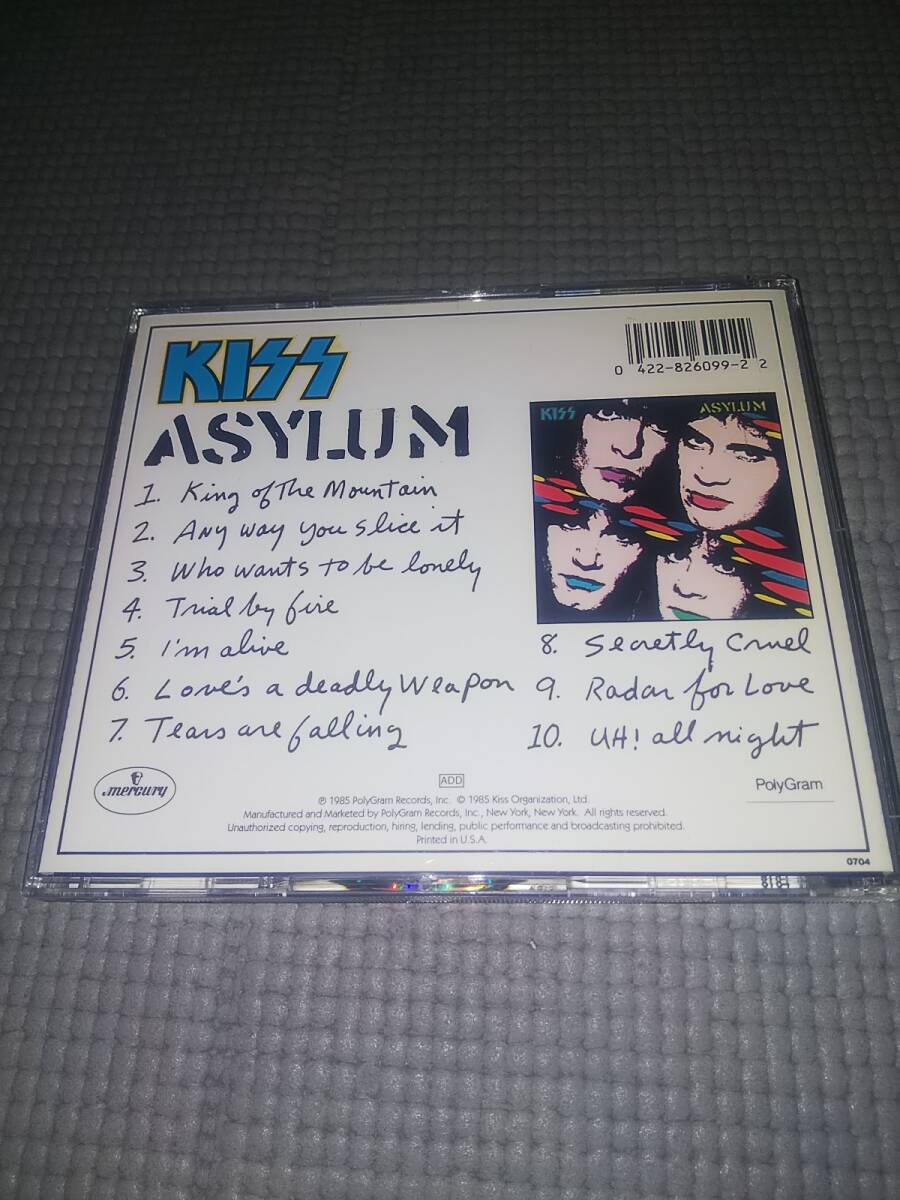 KISS
ASYLUM
0 422-826099-2 2
KISS ASYLUM
1. King of The Mountain
2. Any way you slice it
3. Who wants to be lonely
4. Trial by fire
5. I'm alive
6. Love's a deadly Weapon
7. Tears are falling
8. Secretly Cruel
9. Radar for Love
10. UH! all night
mercury
ADD
PolyGram
℗ 1985 PolyGram Records, Inc. © 1985 Kiss Organization, Ltd.
Manufactured and Marketed by PolyGram Records, Inc., New York, New York. All rights reserved.
Unauthorized copying, reproduction, hiring, lending, public performance and broadcasting prohibited.
Printed in U.S.A.
0704